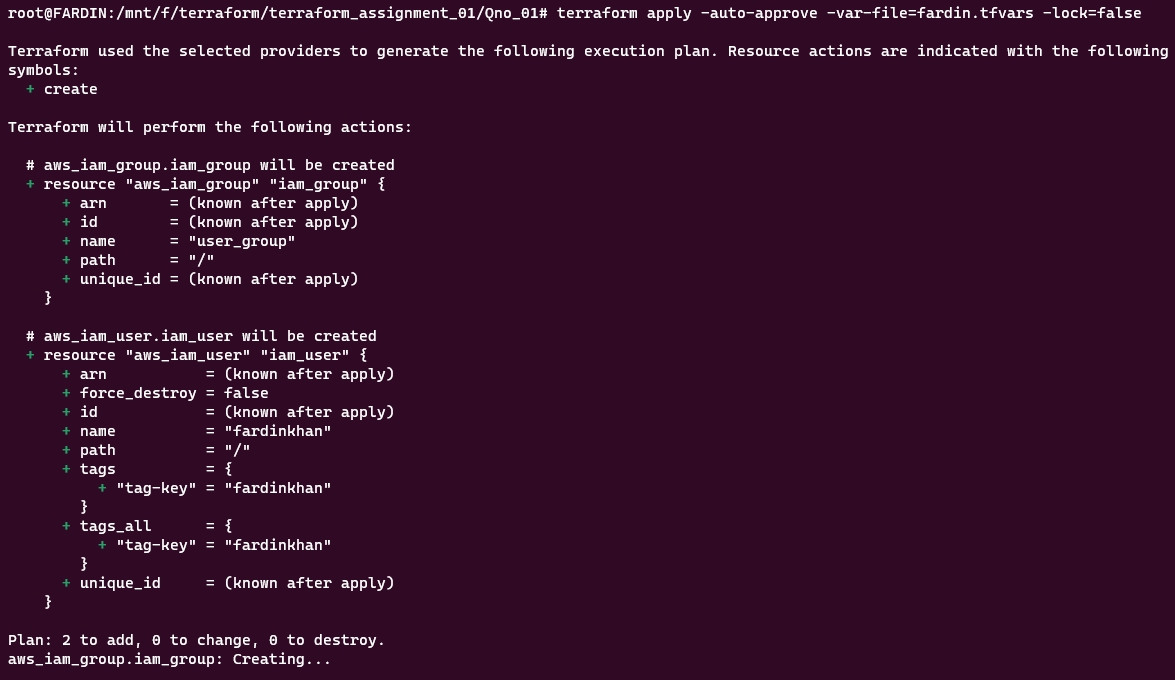 root@FARDIN:/mnt/f/terraform/terraform_assignment_01/Qno_01# terraform apply -auto-approve -var-file=fardin.tfvars -lock=false

Terraform used the selected providers to generate the following execution plan. Resource actions are indicated with the following
symbols:
  + create

Terraform will perform the following actions:

  # aws_iam_group.iam_group will be created
  + resource "aws_iam_group" "iam_group" {
      + arn       = (known after apply)
      + id        = (known after apply)
      + name      = "user_group"
      + path      = "/"
      + unique_id = (known after apply)
    }

  # aws_iam_user.iam_user will be created
  + resource "aws_iam_user" "iam_user" {
      + arn           = (known after apply)
      + force_destroy = false
      + id            = (known after apply)
      + name          = "fardinkhan"
      + path          = "/"
      + tags          = {
          + "tag-key" = "fardinkhan"
        }
      + tags_all      = {
          + "tag-key" = "fardinkhan"
        }
      + unique_id     = (known after apply)
    }

Plan: 2 to add, 0 to change, 0 to destroy.
aws_iam_group.iam_group: Creating...